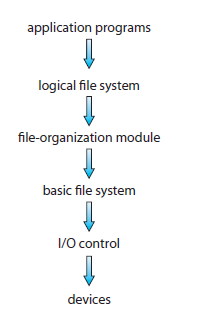 application programs
logical file system
file-organization module
basic file system
I/O control
devices